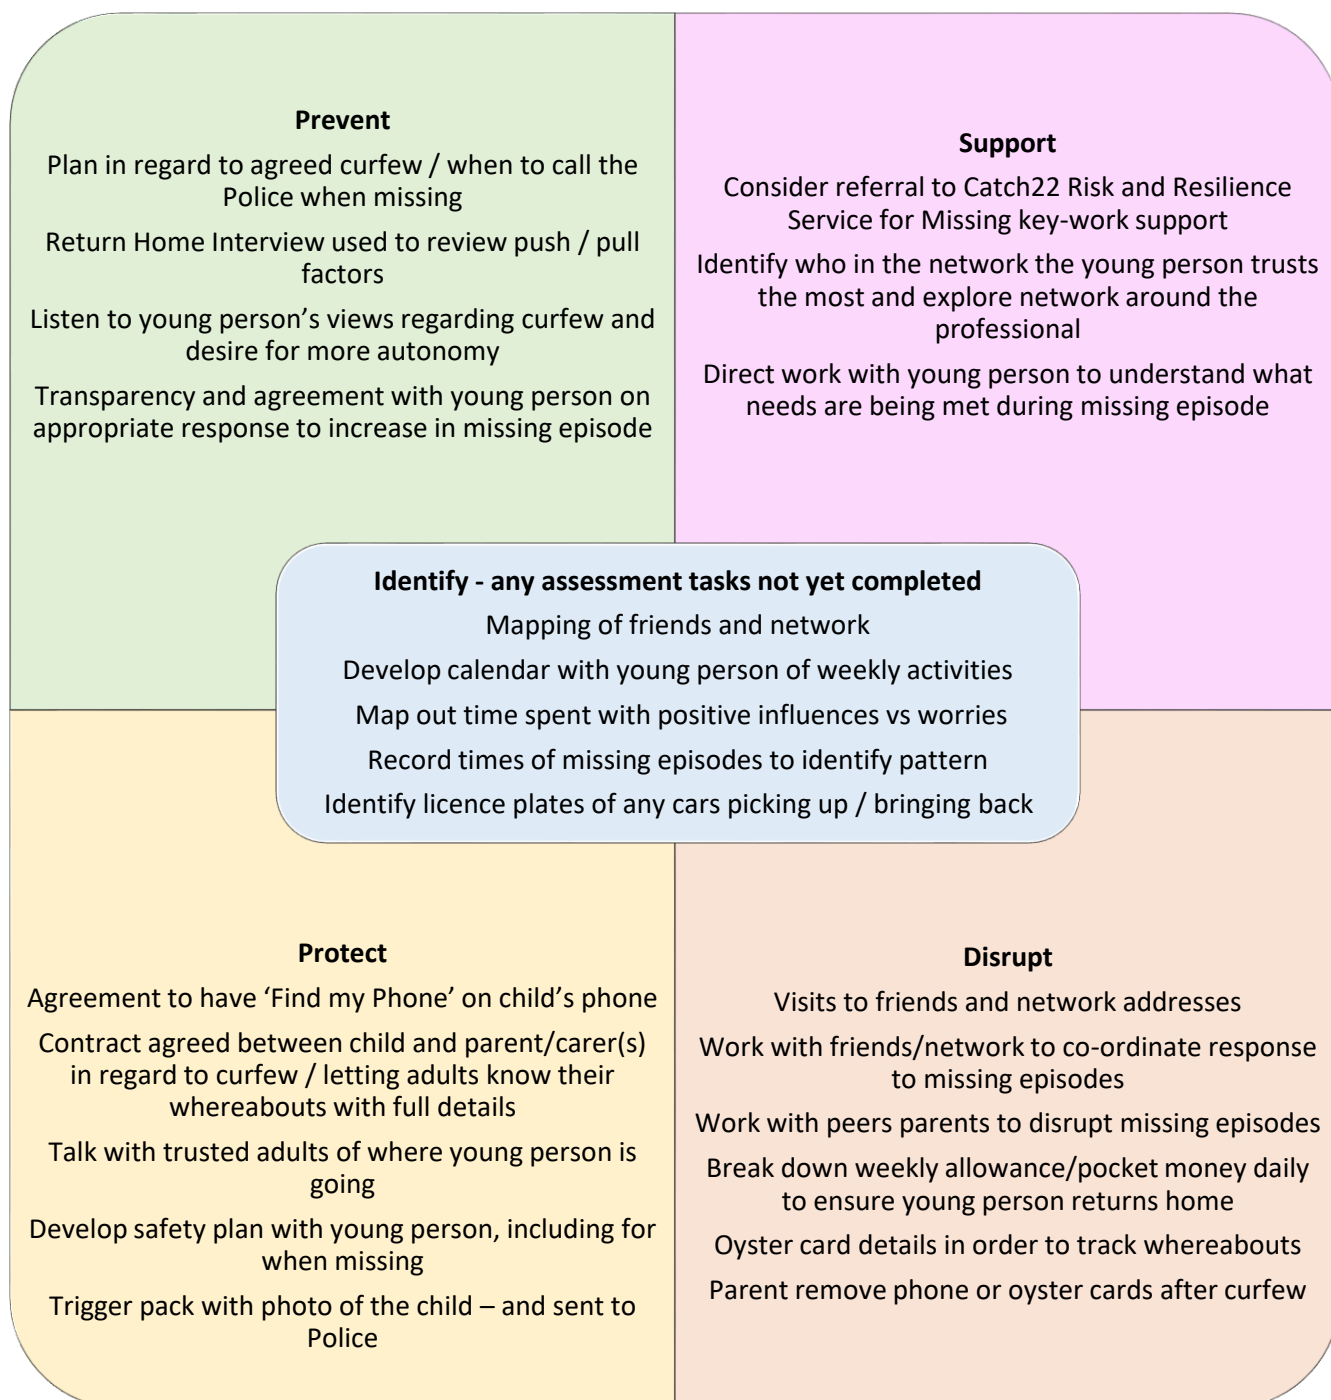 Prevent
Plan in regard to agreed curfew / when to call the
Police when missing
Return Home Interview used to review push / pull
factors
Listen to young person’s views regarding curfew and
desire for more autonomy
Transparency and agreement with young person on
appropriate response to increase in missing episode
Support
Consider referral to Catch22 Risk and Resilience
Service for Missing key-work support
Identify who in the network the young person trusts
the most and explore network around the
professional
Direct work with young person to understand what
needs are being met during missing episode
Identify - any assessment tasks not yet completed
Mapping of friends and network
Develop calendar with young person of weekly activities
Map out time spent with positive influences vs worries
Record times of missing episodes to identify pattern
Identify licence plates of any cars picking up / bringing back
Protect
Agreement to have ‘Find my Phone’ on child’s phone
Contract agreed between child and parent/carer(s)
in regard to curfew / letting adults know their
whereabouts with full details
Talk with trusted adults of where young person is
going
Develop safety plan with young person, including for
when missing
Trigger pack with photo of the child – and sent to
Police
Disrupt
Visits to friends and network addresses
Work with friends/network to co-ordinate response
to missing episodes
Work with peers parents to disrupt missing episodes
Break down weekly allowance/pocket money daily
to ensure young person returns home
Oyster card details in order to track whereabouts
Parent remove phone or oyster cards after curfew